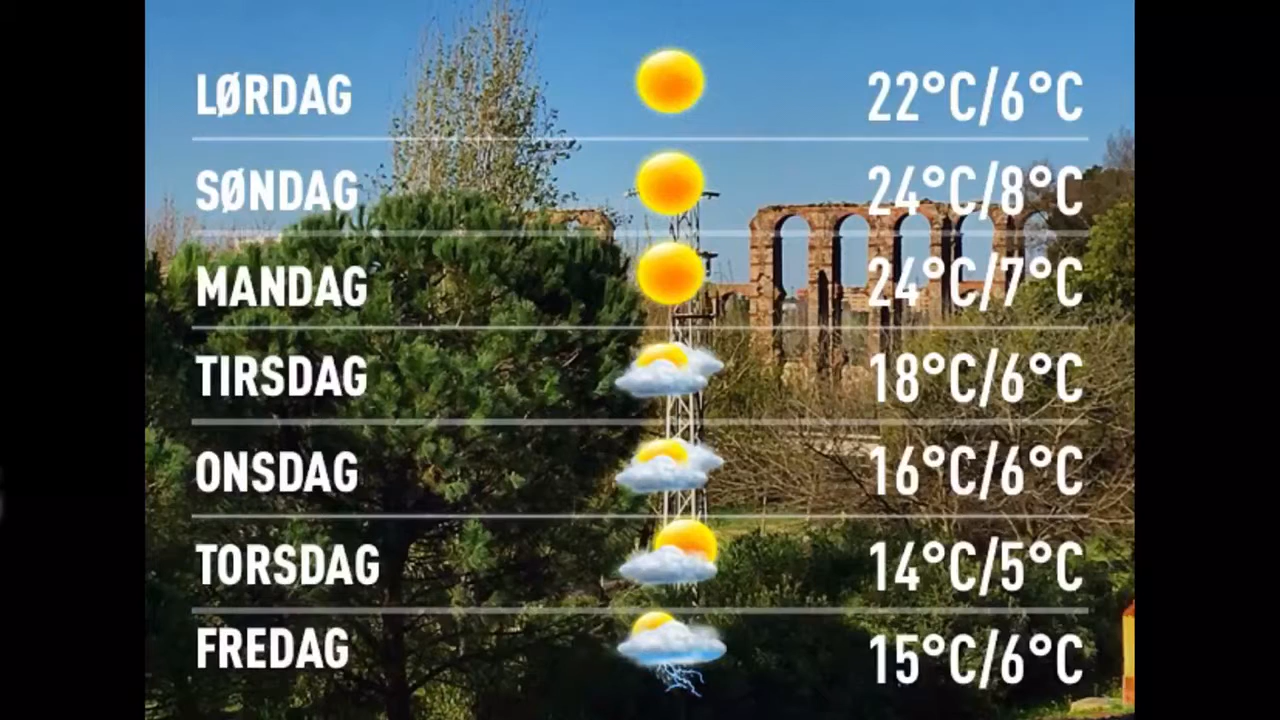 LØRDAG 22°C/6°C
SØNDAG 24°C/8°C
MANDAG 24°C/7°C
TIRSDAG 18°C/6°C
ONSDAG 16°C/6°C
TORSDAG 14°C/5°C
FREDAG 15°C/6°C